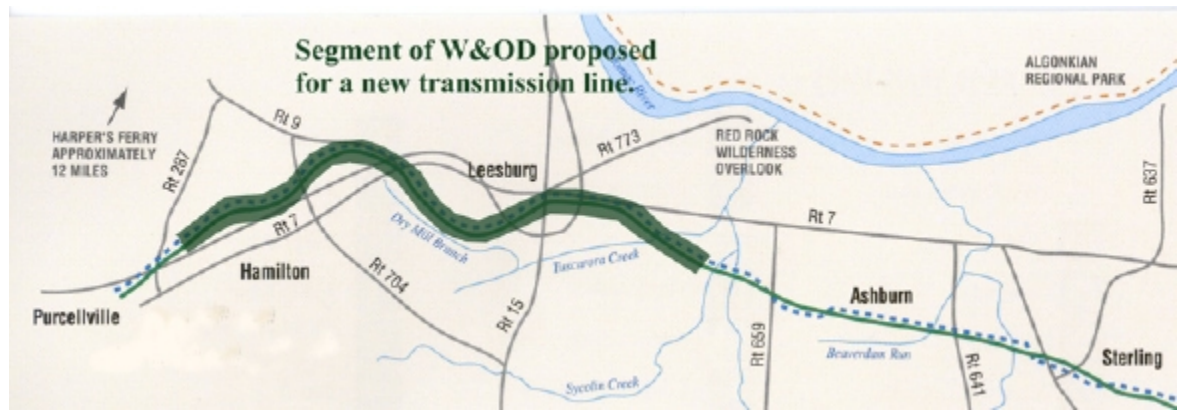 Segment of W&OD proposed
for a new transmission line.
River
ALGONKIAN
REGIONAL PARK
HARPER'S FERRY
APPROXIMATELY
12 MILES
Rt 9
Rt 287
Rt 773
RED ROCK
WILDERNESS
OVERLOOK
Leesburg
Rt 637
Rt 7
Rt 7
Dry Mill Branch
Hamilton
Rt 704
Tuscarora Creek
Rt 15
Purcellville
Ashburn
Rt 659
Beaverdam Run
Sterling
Rt 641
Sycolin Creek